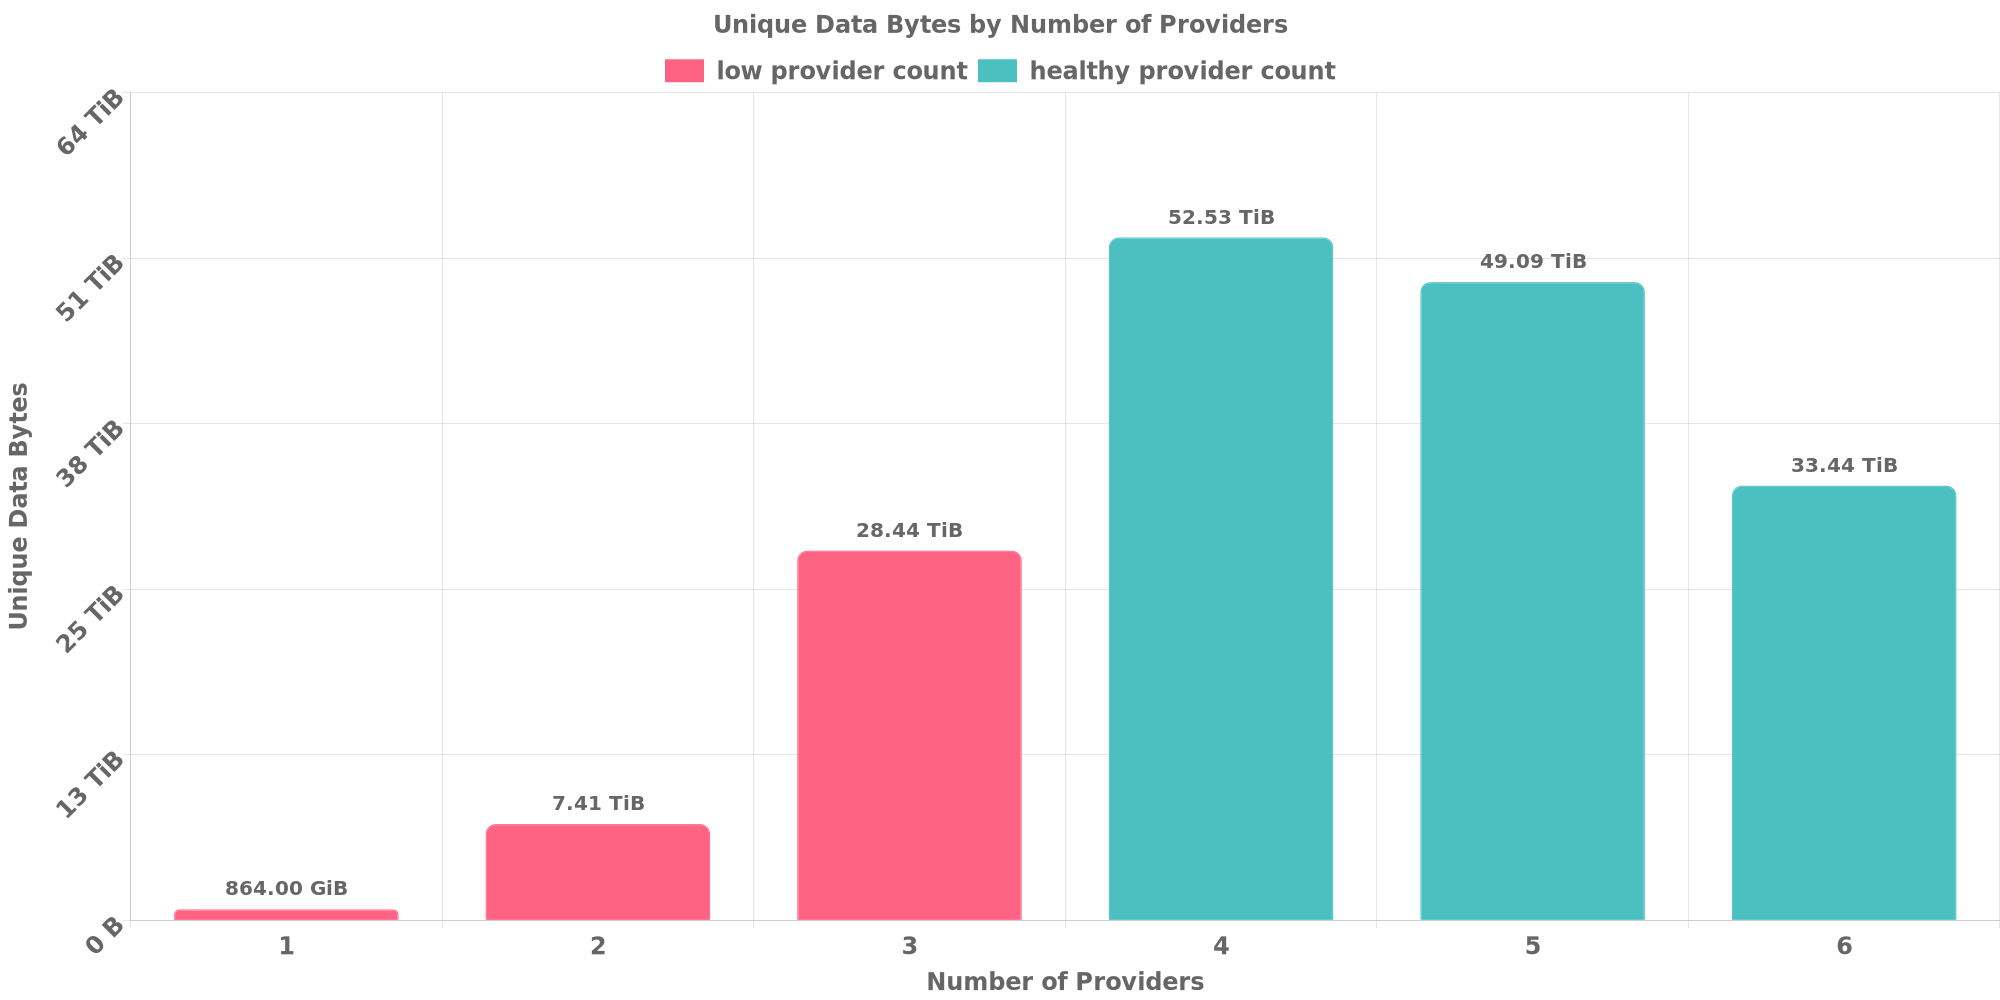 Unique Data Bytes by Number of Providers
low provider count healthy provider count
64 TiB
51 TiB
38 TiB
25 TiB
13 TiB
0 B
Unique Data Bytes
864.00 GiB
7.41 TiB
28.44 TiB
52.53 TiB
49.09 TiB
33.44 TiB
1 2 3 4 5 6
Number of Providers